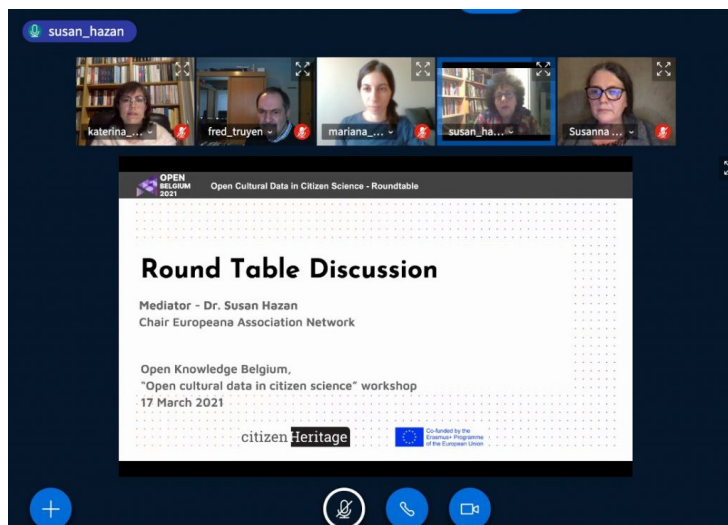 susan_hazan
katerina_...
fred_truyen
mariana_...
susan_ha...
Susanna ...
OPEN
BELGIUM
2021
Open Cultural Data in Citizen Science - Roundtable
Round Table Discussion
Mediator - Dr. Susan Hazan
Chair Europeana Association Network
Open Knowledge Belgium,
"Open cultural data in citizen science" workshop
17 March 2021
citizen Heritage
Co-funded by the
Erasmus+ Programme
of the European Union